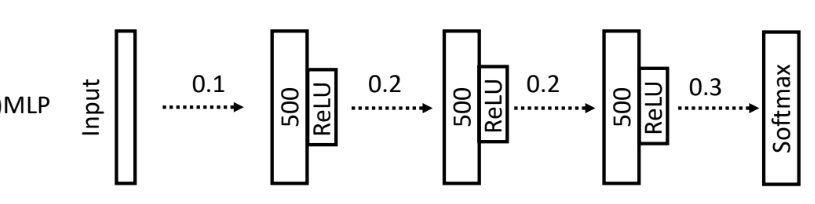 )MLP
Input
0.1
500
ReLU
0.2
500
ReLU
0.2
500
ReLU
0.3
Softmax